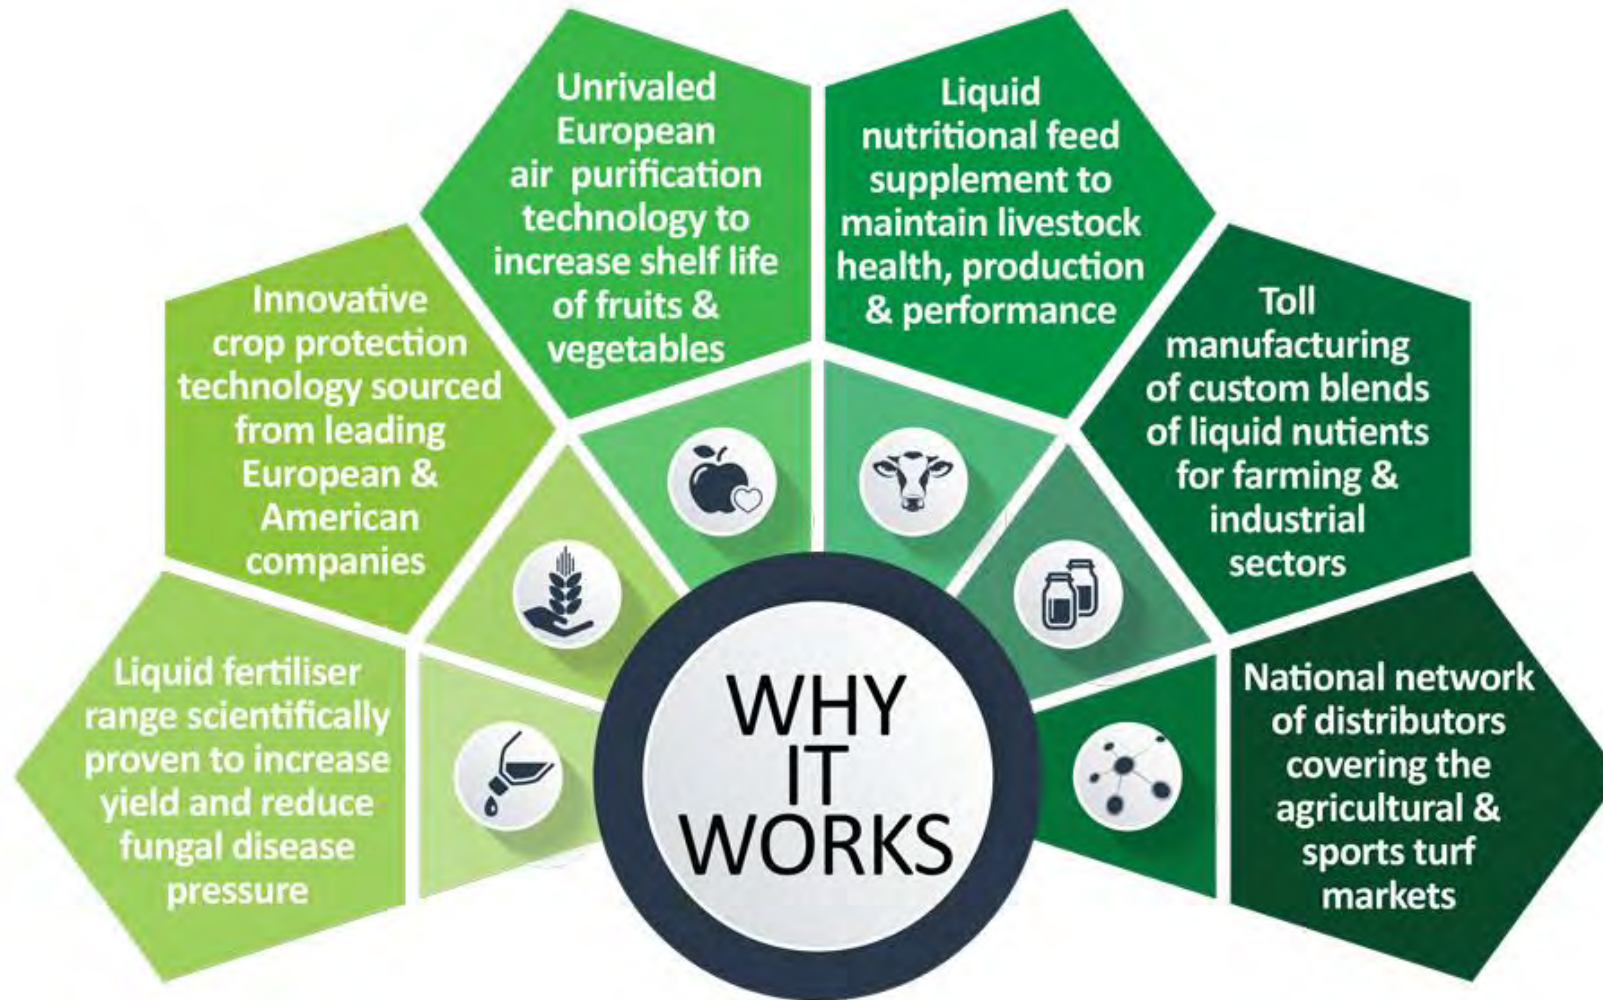 Liquid fertiliser
range scientifically
proven to increase
yield and reduce
fungal disease
pressure
Innovative
crop protection
technology sourced
from leading
European &
American
companies
Unrivaled
European
air purification
technology to
increase shelf life
of fruits &
vegetables
Liquid
nutritional feed
supplement to
maintain livestock
health, production
& performance
Toll
manufacturing
of custom blends
of liquid nutients
for farming &
industrial
sectors
National network
of distributors
covering the
agricultural &
sports turf
markets
WHY
IT
WORKS